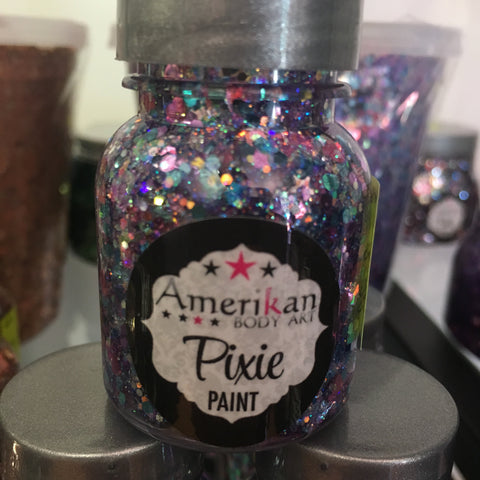 Amerikan
BODY ART
Pixie
PAINT